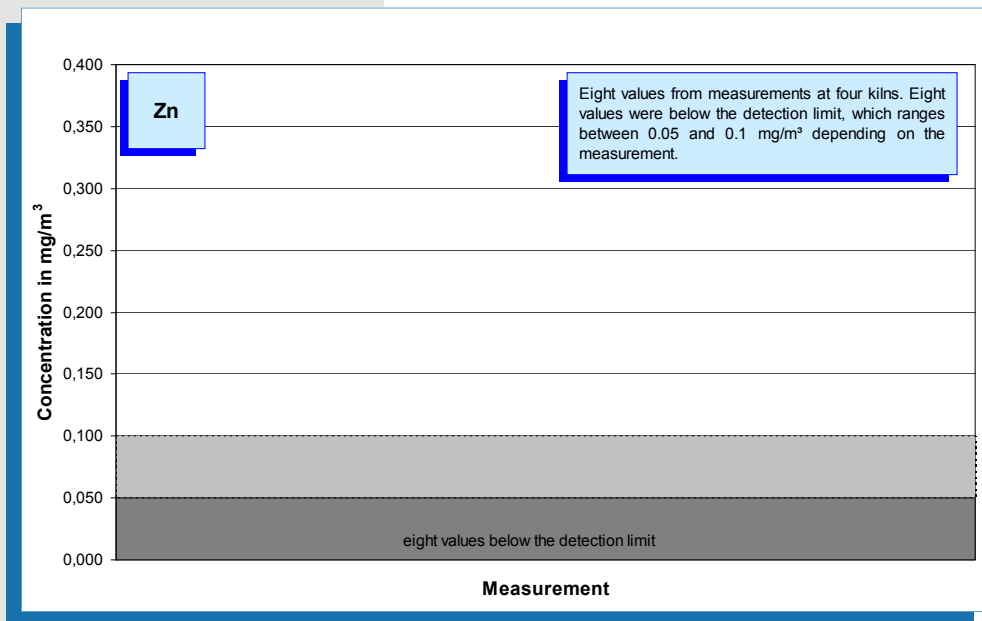 Zn
Eight values from measurements at four kilns. Eight
values were below the detection limit, which ranges
between 0.05 and 0.1 mg/m³ depending on the
measurement.
Concentration in mg/m³
0,400
0,350
0,300
0,250
0,200
0,150
0,100
0,050
0,000
eight values below the detection limit
Measurement